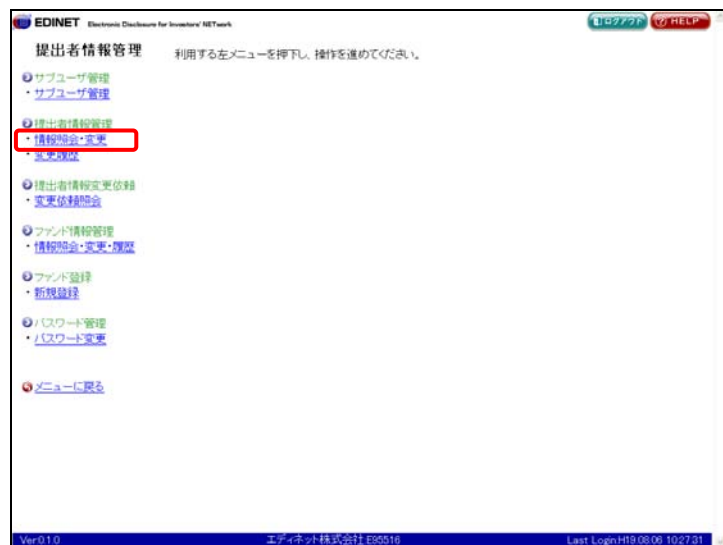 EDINET Electronic Disclosure for Investors' NETwork
ログアウト
HELP
提出者情報管理
利用する左メニューを押下し、操作を進めてください。
サブユーザ管理
・サブユーザ管理
提出者情報管理
・情報照会・変更
・変更履歴
提出者情報変更依頼
・変更依頼照会
ファンド情報管理
・情報照会・変更・履歴
ファンド登録
・新規登録
パスワード管理
・パスワード変更
メニューに戻る
Ver.0.1.0
エディネット株式会社 E95516
Last Login:H19.08.06 10:27:31